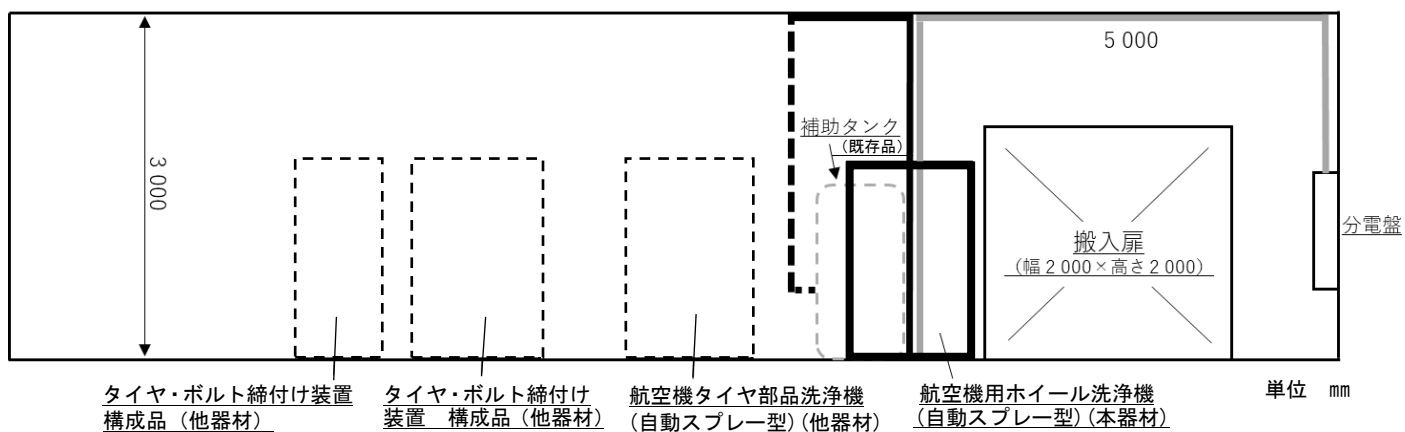 5 000
補助タンク
(既存品)
3 000
分電盤
搬入扉
(幅2 000×高さ2 000)
タイヤ・ボルト締付け装置
構成品(他器材)
タイヤ・ボルト締付け
装置 構成品(他器材)
航空機タイヤ部品洗浄機
(自動スプレー型)(他器材)
航空機用ホイール洗浄機
(自動スプレー型)(本器材)
単位 mm